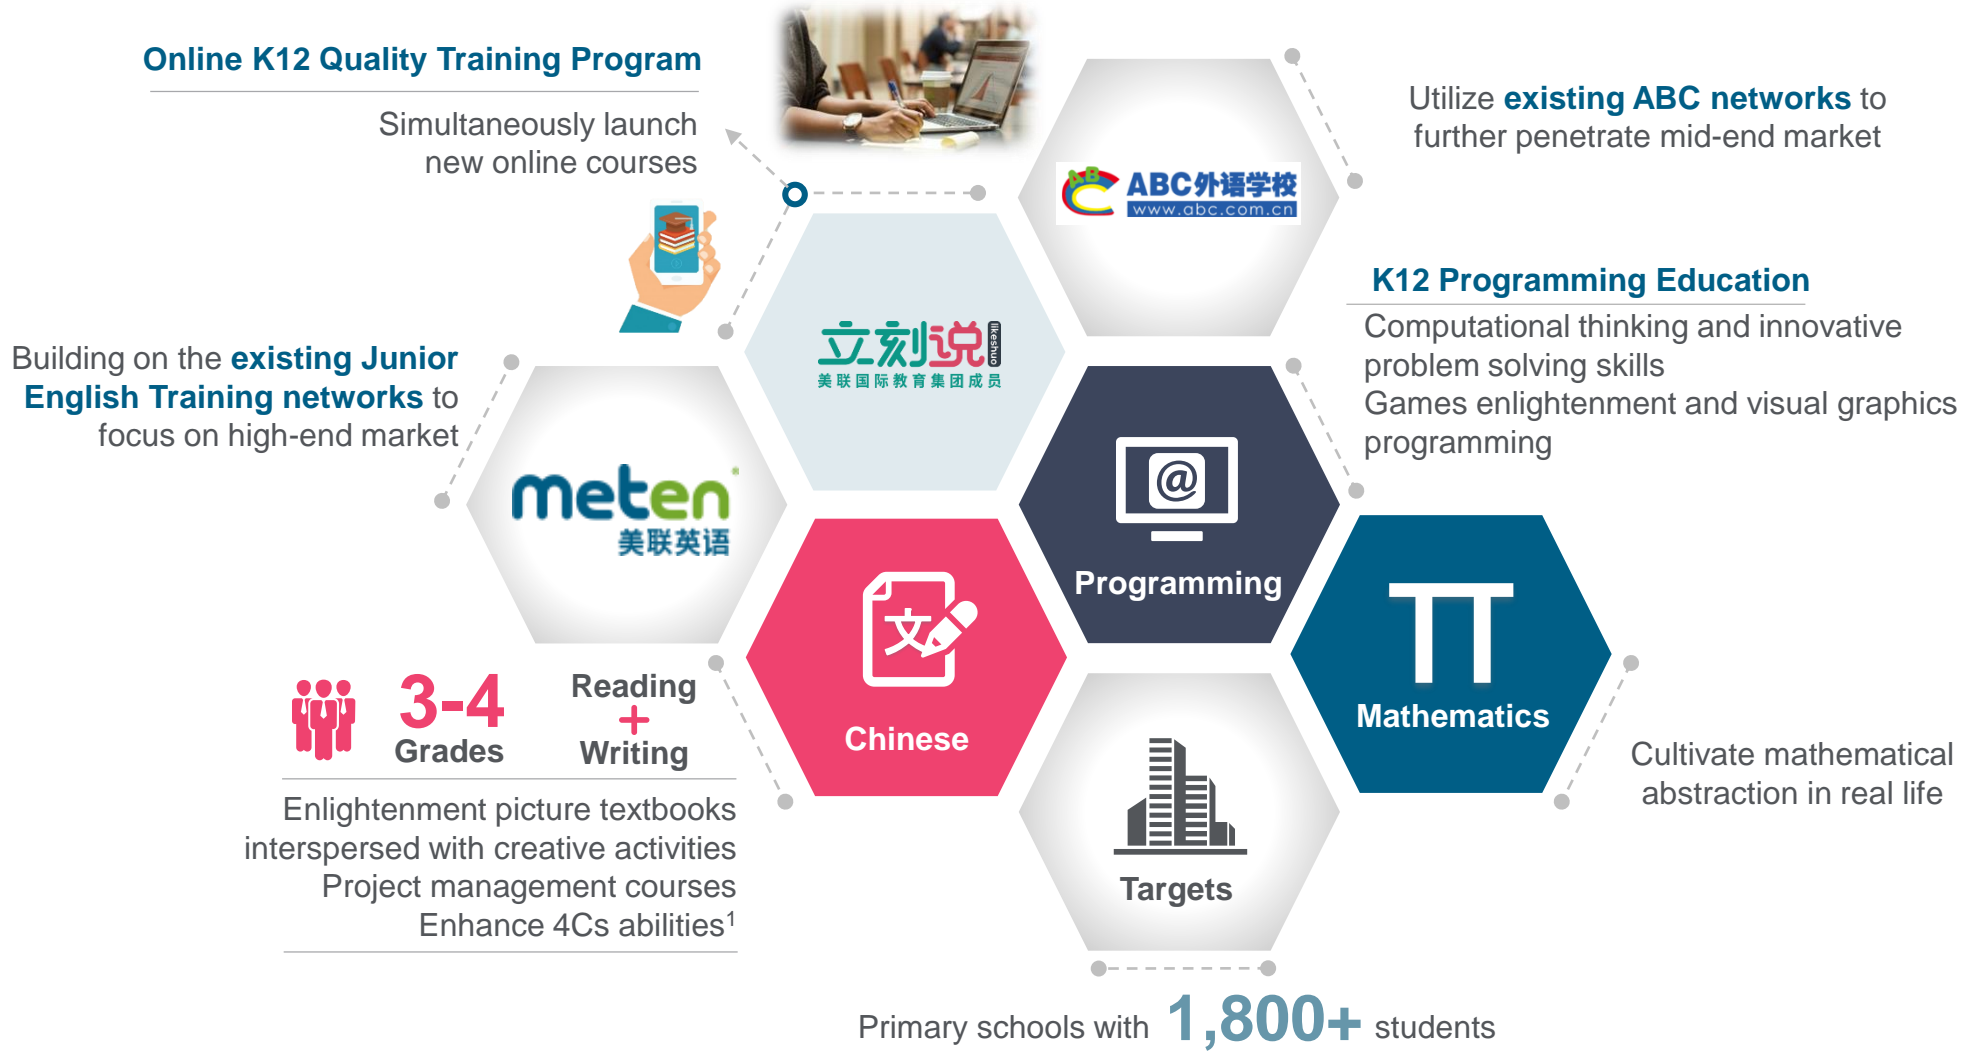 Online K12 Quality Training Program
Simultaneously launch
new online courses
Utilize existing ABC networks to
further penetrate mid-end market
ABC
ABC外语学校
www.abc.com.cn
K12 Programming Education
Computational thinking and innovative
problem solving skills
Games enlightenment and visual graphics
programming
立刻说
likeshuo
美联国际教育集团成员
Building on the existing Junior
English Training networks to
focus on high-end market
meten®
美联英语
@
Programming
文
Chinese
Mathematics
3-4
Grades
Reading
+
Writing
Enlightenment picture textbooks
interspersed with creative activities
Project management courses
Enhance 4Cs abilities¹
Cultivate mathematical
abstraction in real life
Targets
Primary schools with 1,800+ students